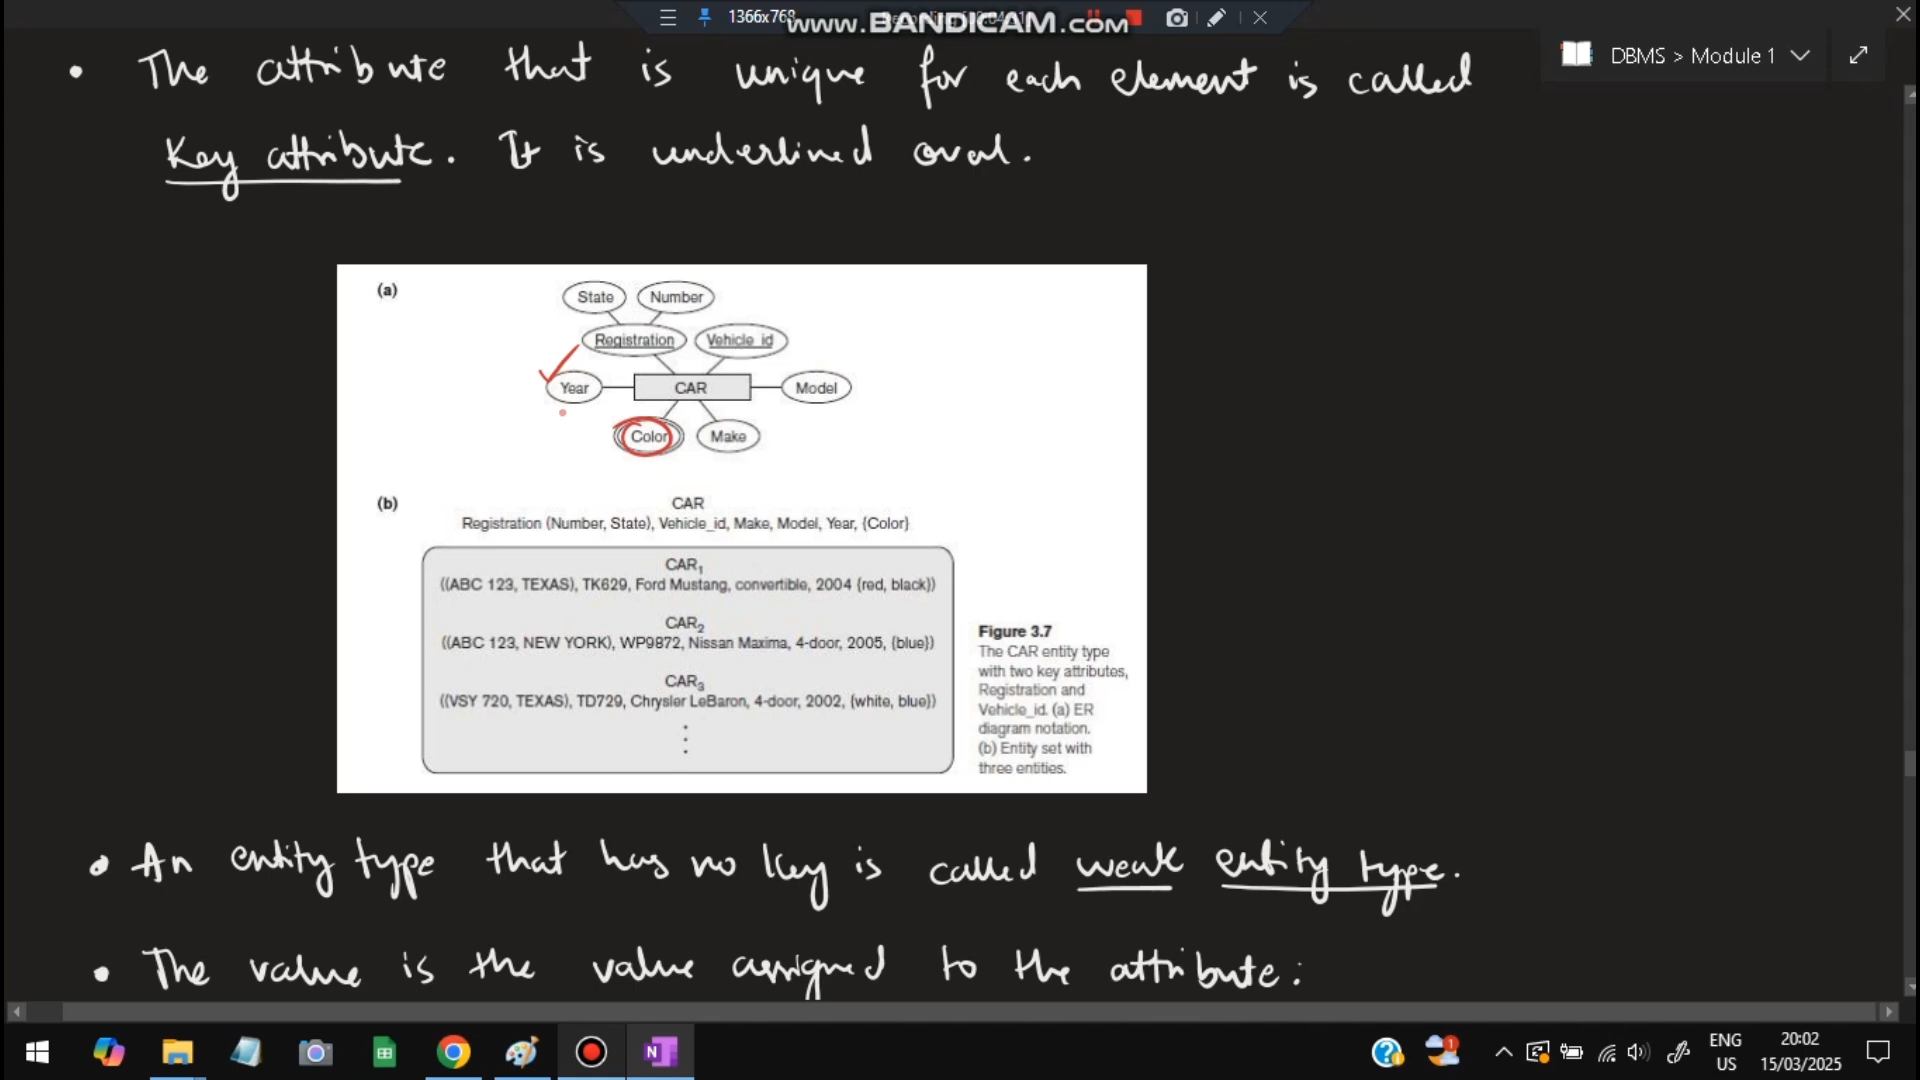 1366x768
www.BANDICAM.com
DBMS > Module 1
• The attribute that is unique for each element is called
Key attribute. It is underlined oval.
(a)
State Number
Registration Vehicle_id
Year CAR Model
Color Make
(b)
CAR
Registration (Number, State), Vehicle_id, Make, Model, Year, {Color}
CAR₁
((ABC 123, TEXAS), TK629, Ford Mustang, convertible, 2004 {red, black})
CAR₂
((ABC 123, NEW YORK), WP9872, Nissan Maxima, 4-door, 2005, {blue})
CAR₃
((VSY 720, TEXAS), TD729, Chrysler LeBaron, 4-door, 2002, {white, blue})
Figure 3.7
The CAR entity type
with two key attributes,
Registration and
Vehicle_id. (a) ER
diagram notation.
(b) Entity set with
three entities.
• An entity type that has no key is called weak entity type.
• The value is the value assigned to the attribute.
ENG
US
20:02
15/03/2025